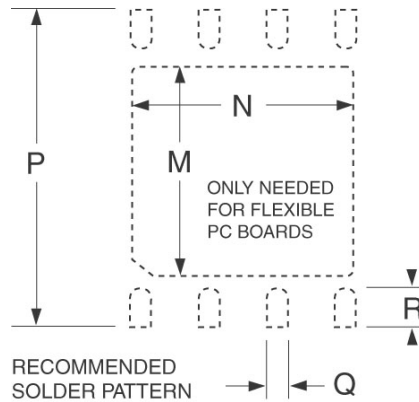 N
P
M
ONLY NEEDED
FOR FLEXIBLE
PC BOARDS
R
RECOMMENDED
SOLDER PATTERN
Q